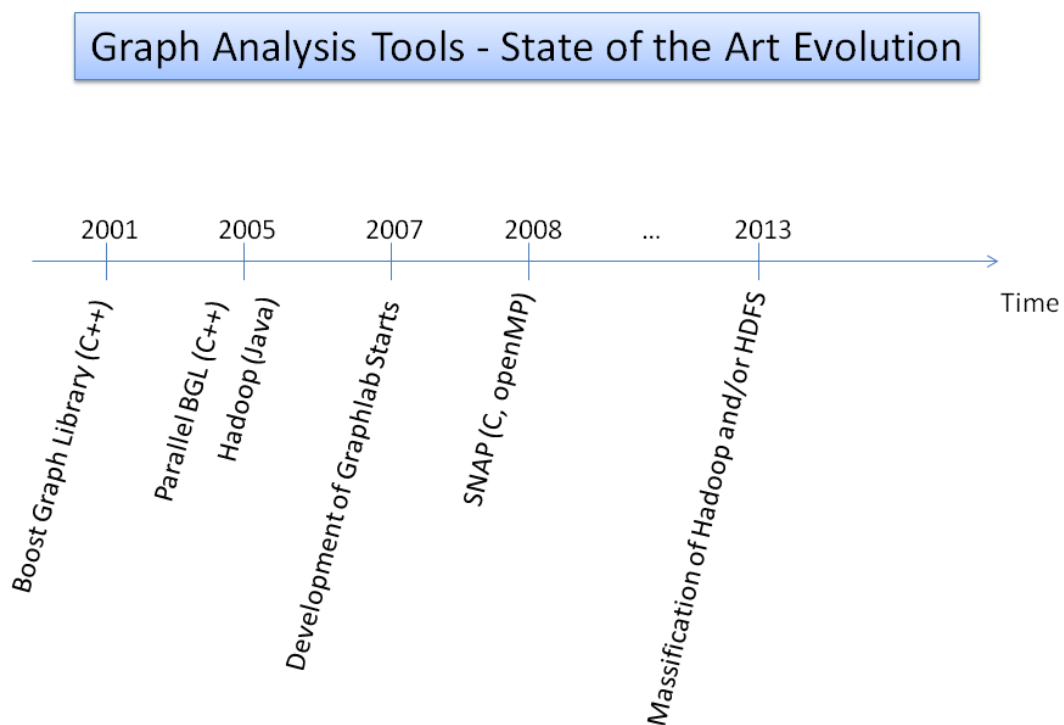 Graph Analysis Tools - State of the Art Evolution
2001
2005
2007
2008
...
2013
Time
Boost Graph Library (C++)
Parallel BGL (C++)
Hadoop (Java)
Development of Graphlab Starts
SNAP (C, openMP)
Massification of Hadoop and/or HDFS